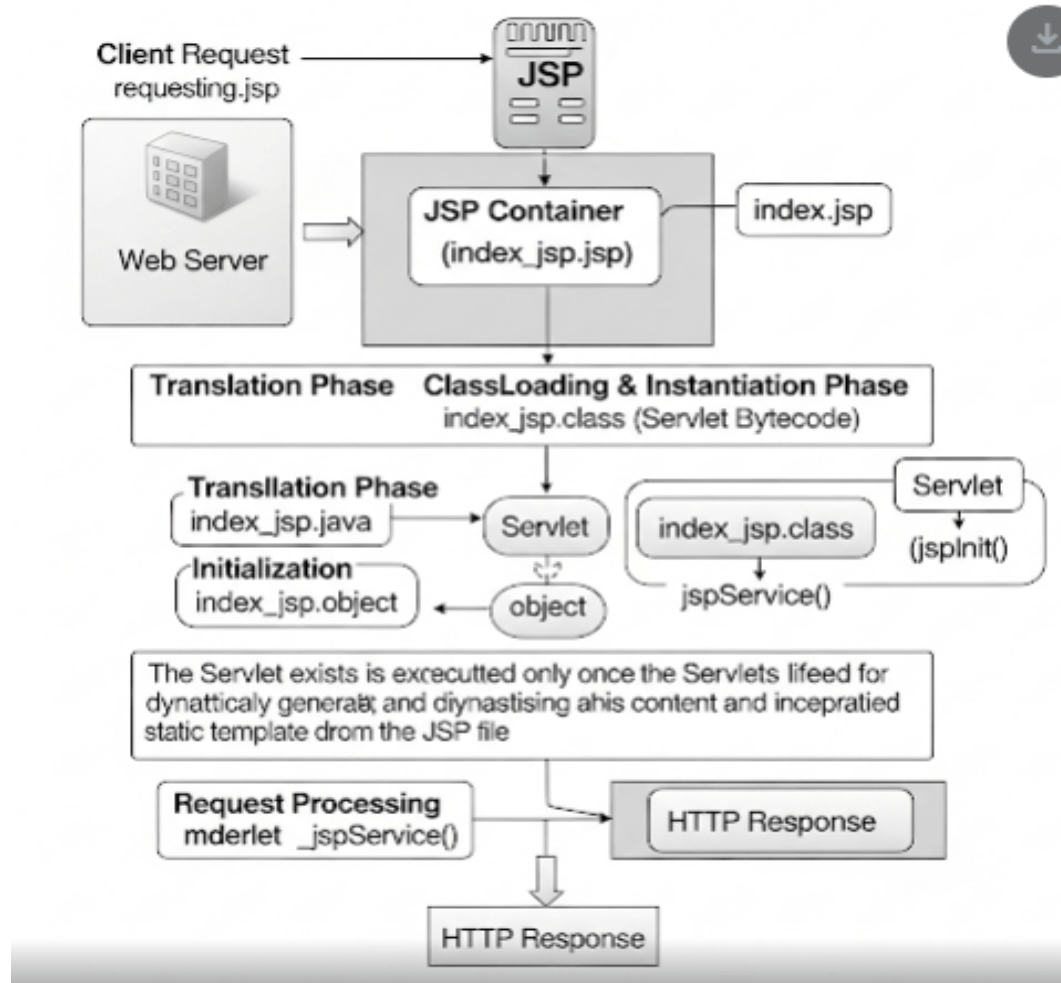 Client Request
requesting.jsp
JSP
Web Server
JSP Container
(index_jsp.jsp)
index.jsp
Translation Phase ClassLoading & Instantiation Phase
index_jsp.class (Servlet Bytecode)
Transllation Phase
index_jsp.java
Servlet
Initialization
index_jsp.object
object
Servlet
index_jsp.class
(jspInit()
jspService()
The Servlet exists is excecutted only once the Servlets lifeed for
dynatticaly and diynastising ahis content and incepratied
static template drom the JSP file
Request Processing
mderlet _jspService()
HTTP Response
HTTP Response